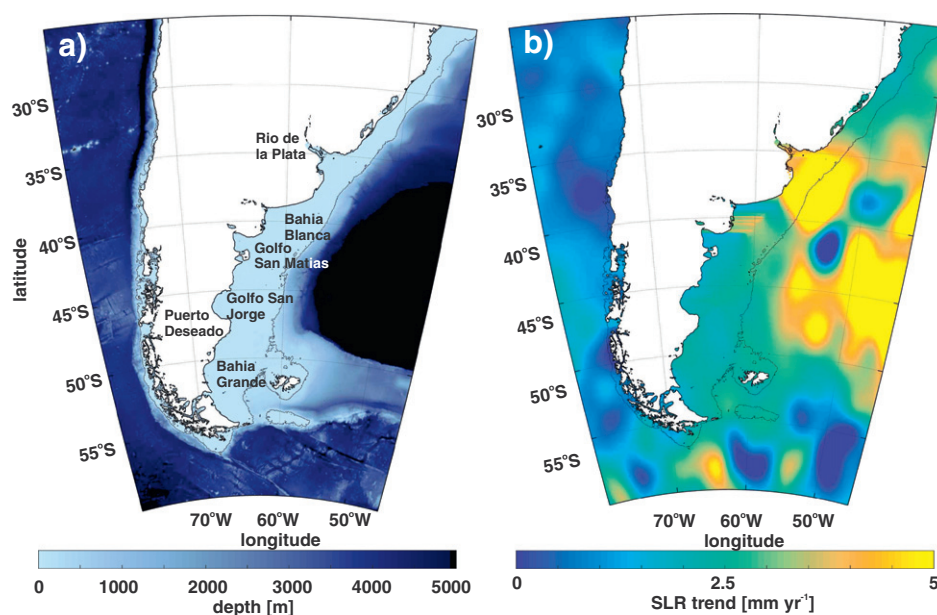 a)
30°S
35°S
40°S
45°S
50°S
55°S
latitude
Rio de
la Plata
Bahia
Blanca
Golfo
San Matias
Golfo San
Jorge
Puerto
Deseado
Bahia
Grande
70°W 60°W 50°W
longitude
0 1000 2000 3000 4000 5000
depth [m]
b)
30°S
35°S
40°S
45°S
50°S
55°S
70°W 60°W 50°W
longitude
0 2.5 5
SLR trend [mm yr⁻¹]